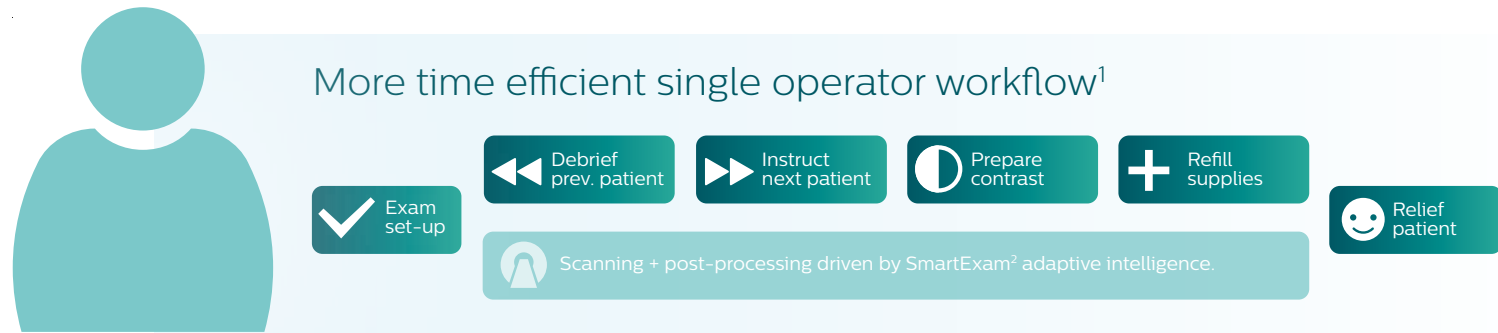 More time efficient single operator workflow¹
Exam
set-up
Debrief
prev. patient
Instruct
next patient
Prepare
contrast
Refill
supplies
Scanning + post-processing driven by SmartExam² adaptive intelligence.
Relief
patient